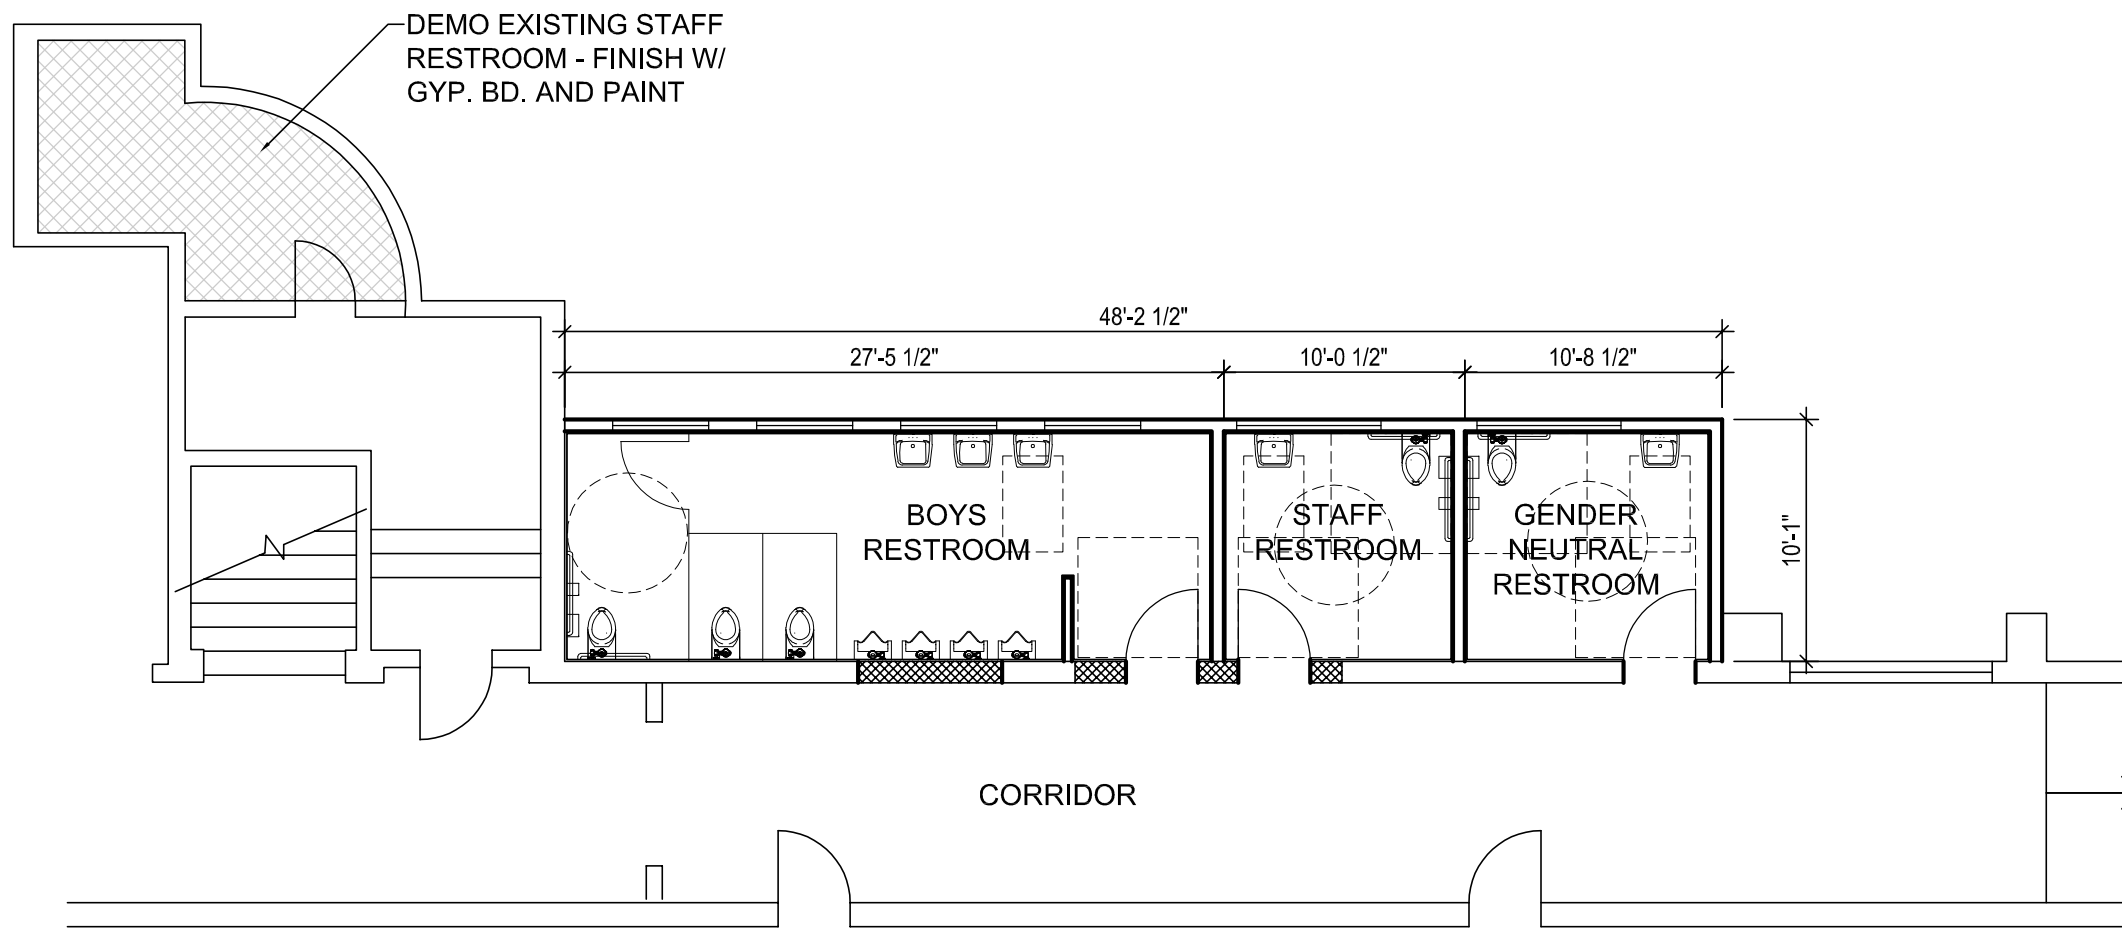 DEMO EXISTING STAFF
RESTROOM - FINISH W/
GYP. BD. AND PAINT
48'-2 1/2"
27'-5 1/2"
10'-0 1/2"
10'-8 1/2"
10'-1"
BOYS
RESTROOM
STAFF
RESTROOM
GENDER
NEUTRAL
RESTROOM
N
CORRIDOR